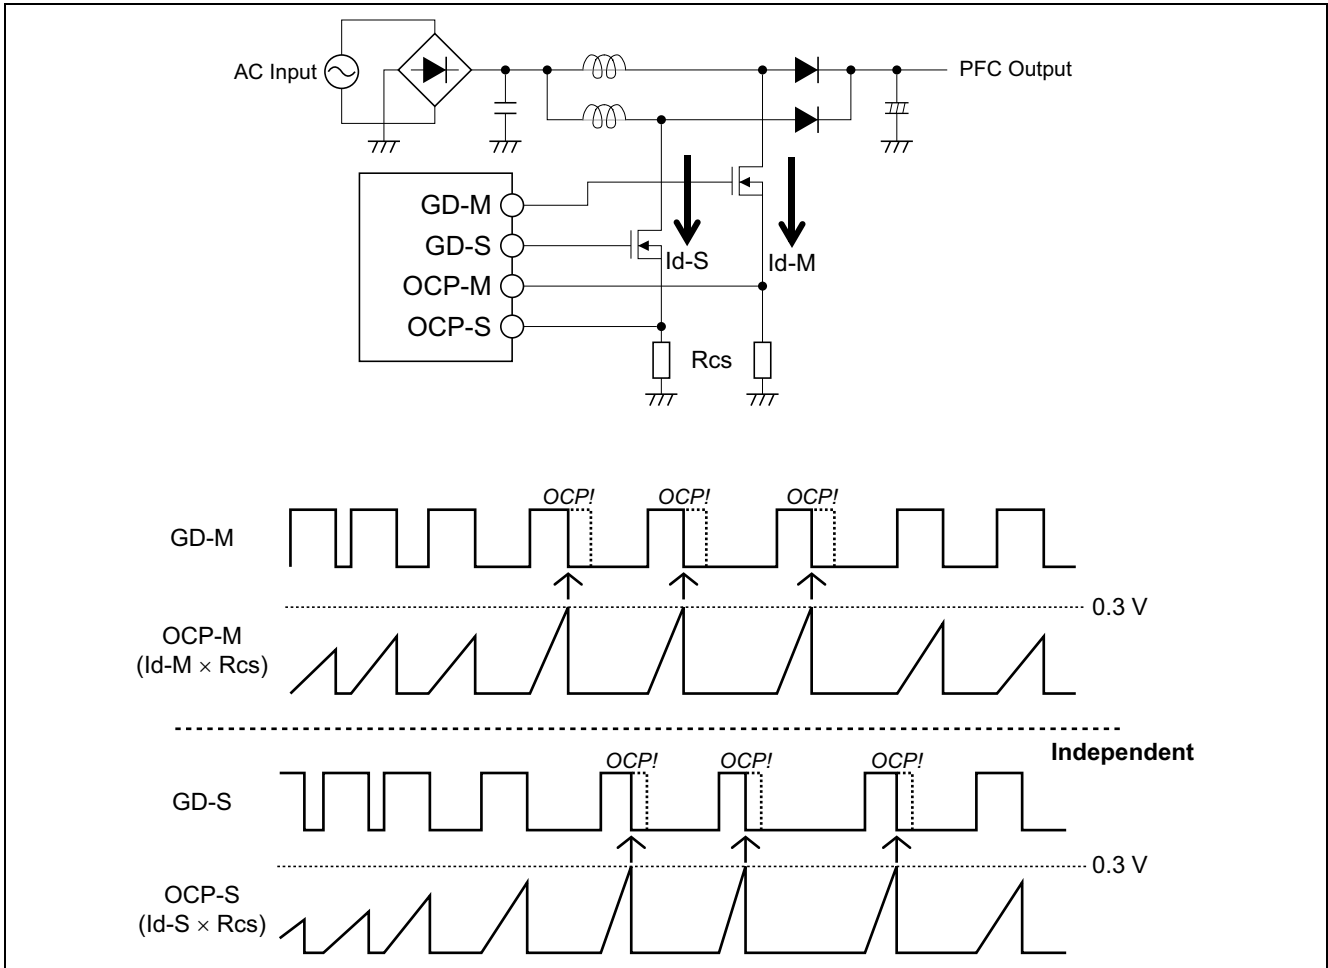 AC Input
PFC Output
GD-M
GD-S
OCP-M
OCP-S
Id-S
Id-M
Rcs
OCP!
OCP!
OCP!
GD-M
0.3 V
OCP-M
(Id-M × Rcs)
Independent
OCP!
OCP!
OCP!
GD-S
0.3 V
OCP-S
(Id-S × Rcs)